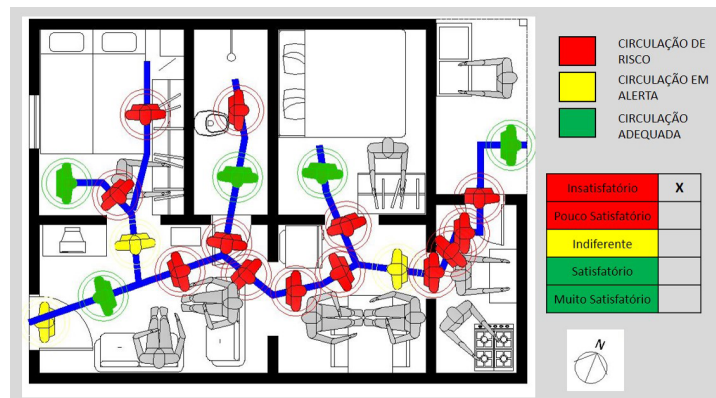 CIRCULAÇÃO DE
RISCO
CIRCULAÇÃO EM
ALERTA
CIRCULAÇÃO
ADEQUADA
Insatisfatório X
Pouco Satisfatório
Indiferente
Satisfatório
Muito Satisfatório
N